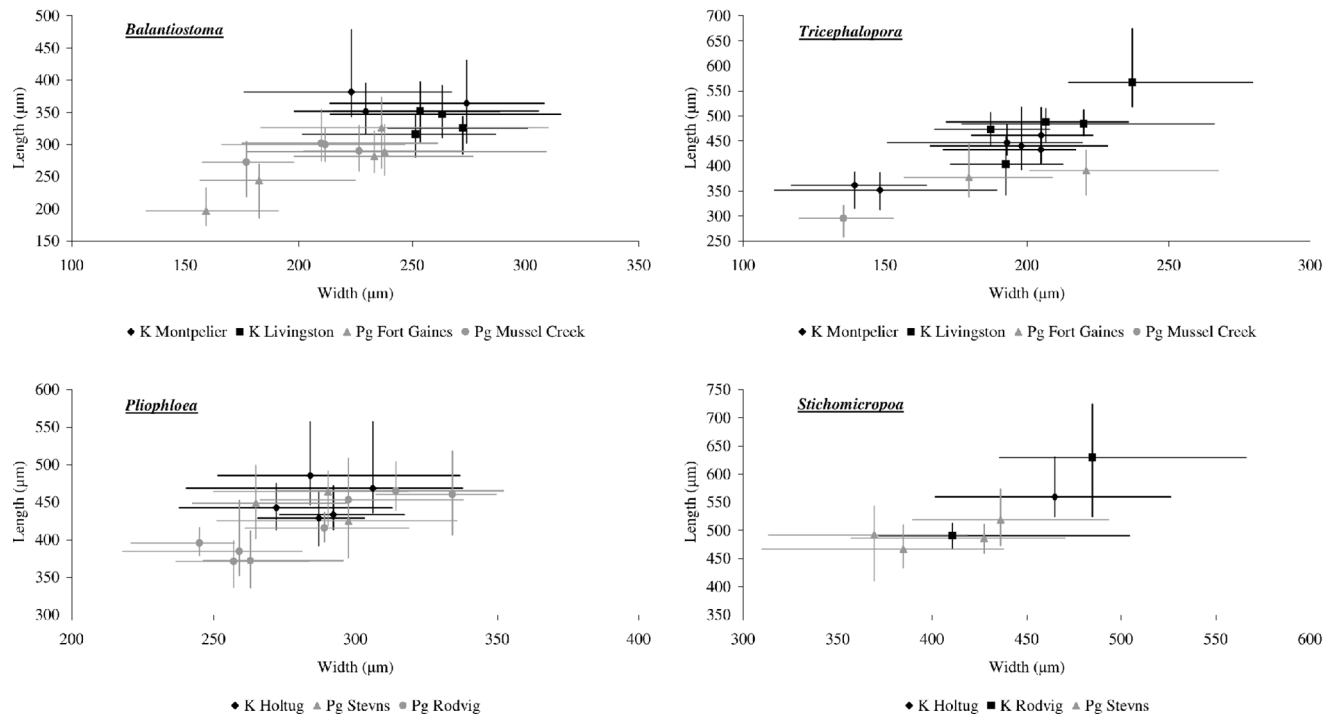 Balantiostoma
Length (µm)
500
450
400
350
300
250
200
150
100 150 200 250 300 350
Width (µm)
K Montpelier K Livingston Pg Fort Gaines Pg Mussel Creek
Tricephalopora
Length (µm)
700
650
600
550
500
450
400
350
300
250
100 150 200 250 300
Width (µm)
K Montpelier K Livingston Pg Fort Gaines Pg Mussel Creek
Pliophloea
Length (µm)
600
550
500
450
400
350
300
200 250 300 350 400
Width (µm)
K Holtug Pg Stevns Pg Rodvig
Stichomicropoa
Length (µm)
750
700
650
600
550
500
450
400
350
300 400 450 500 550 600
Width (µm)
K Holtug K Rodvig Pg Stevns